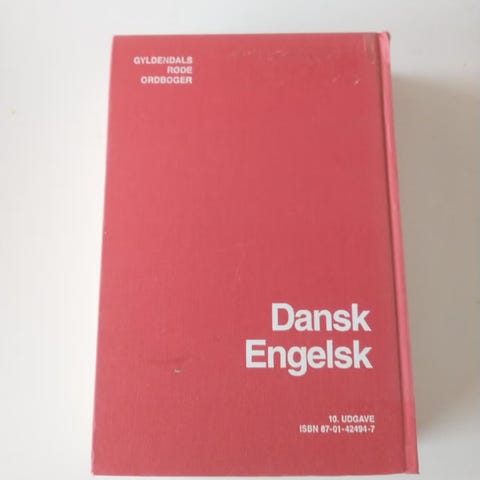 GYLDENDALS
RØDE
ORDBØGER
Dansk
Engelsk
10. UDGAVE
ISBN 87-01-42494-7